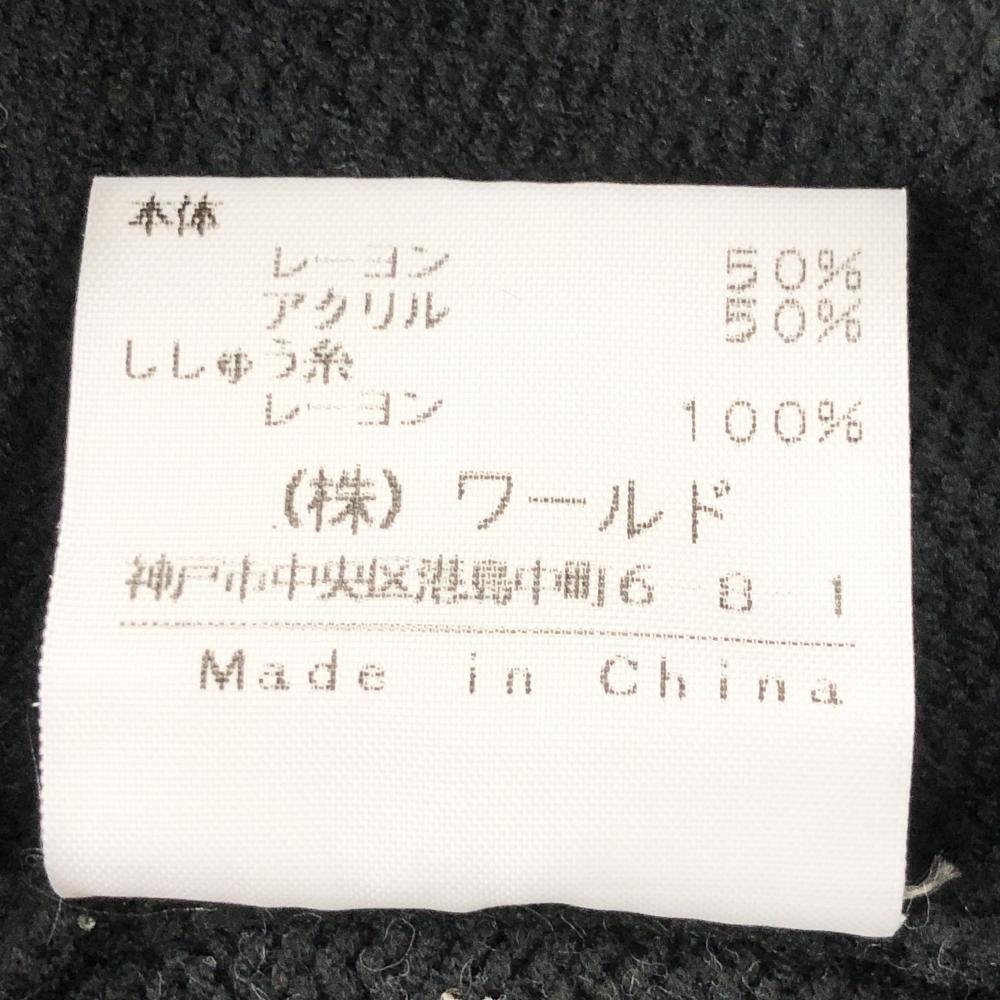 本体
レーヨン 50%
アクリル 50%
ししゅう糸
レーヨン 100%
(株) ワールド
神戸市中央区港島中町6-8-1
Made in China